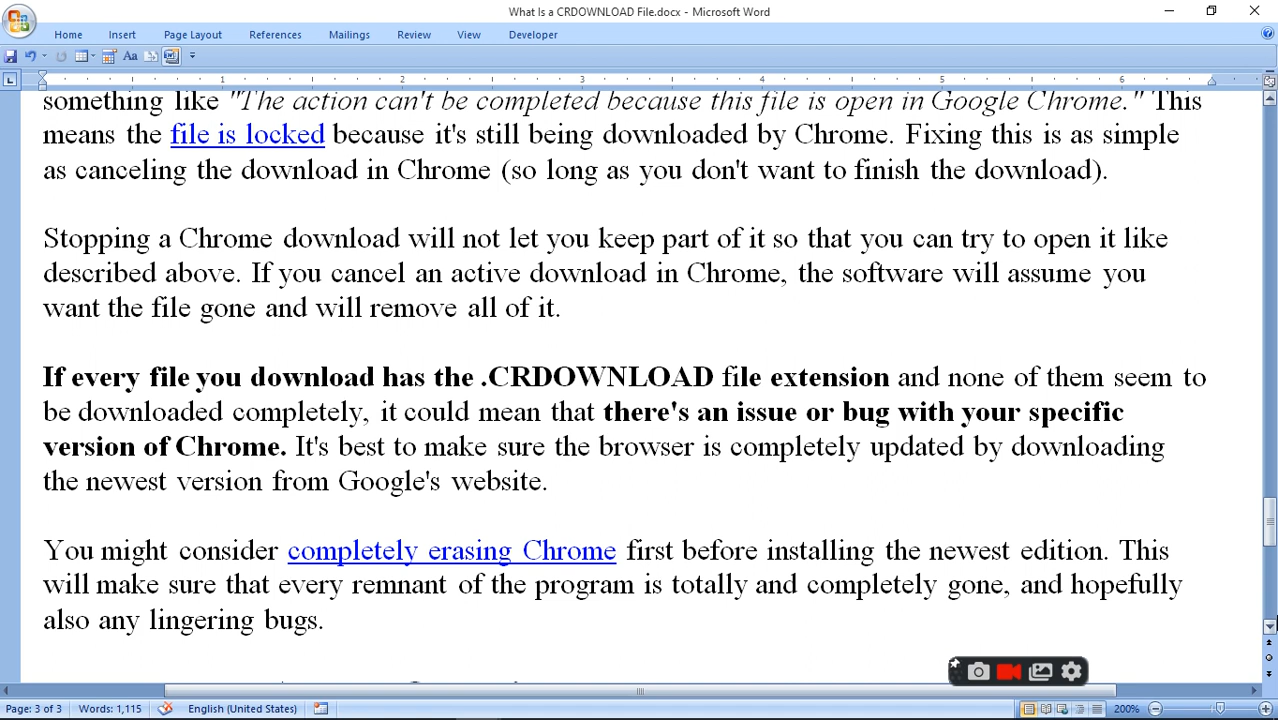 What Is a CRDOWNLOAD File.docx - Microsoft Word
Home Insert Page Layout References Mailings Review View Developer
Aa
1 2 3 4 5 6
something like "The action can't be completed because this file is open in Google Chrome." This
means the file is locked because it's still being downloaded by Chrome. Fixing this is as simple
as canceling the download in Chrome (so long as you don't want to finish the download).
Stopping a Chrome download will not let you keep part of it so that you can try to open it like
described above. If you cancel an active download in Chrome, the software will assume you
want the file gone and will remove all of it.
If every file you download has the .CRDOWNLOAD file extension and none of them seem to
be downloaded completely, it could mean that there's an issue or bug with your specific
version of Chrome. It's best to make sure the browser is completely updated by downloading
the newest version from Google's website.
You might consider completely erasing Chrome first before installing the newest edition. This
will make sure that every remnant of the program is totally and completely gone, and hopefully
also any lingering bugs.
Page: 3 of 3 Words: 1,115 English (United States) 200%